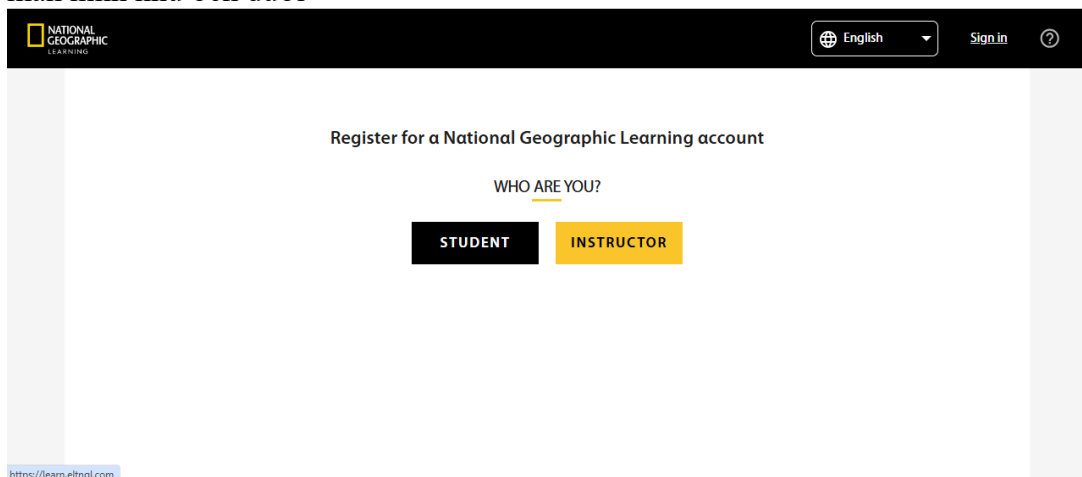 NATIONAL
GEOGRAPHIC
LEARNING
English
Sign in
?
Register for a National Geographic Learning account
WHO ARE YOU?
STUDENT
INSTRUCTOR
https://learn.eltngl.com